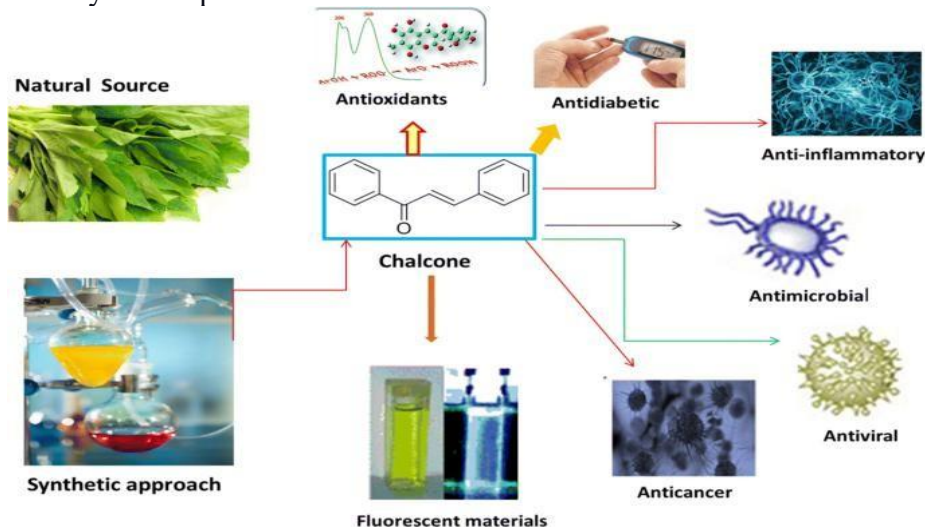 Antioxidants
Antidiabetic
Natural Source
Anti-inflammatory
O
Chalcone
Antimicrobial
Antiviral
Synthetic approach
Anticancer
Fluorescent materials